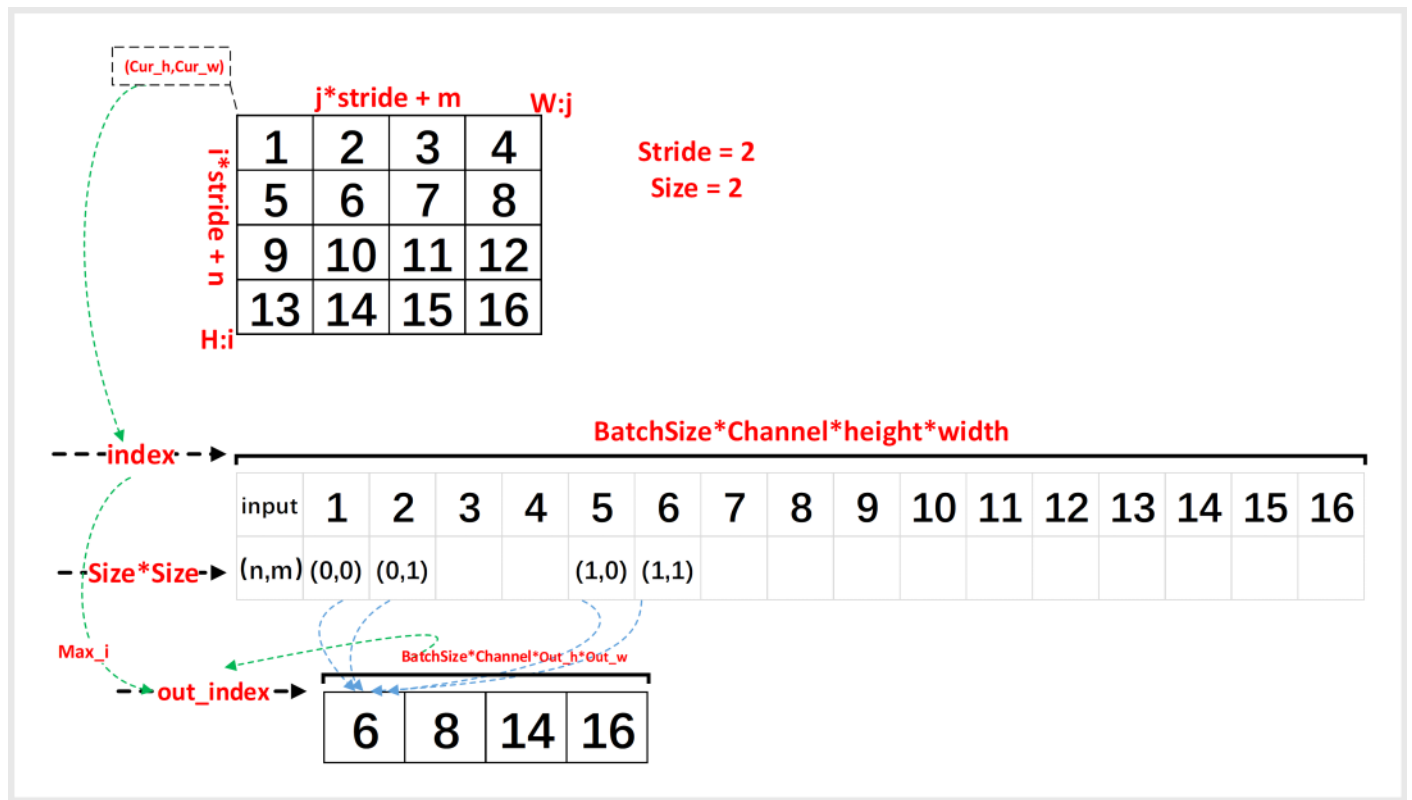 (Cur_h,Cur_w)
j*stride + m
W:j
i*stride + n
1 2 3 4
5 6 7 8
9 10 11 12
13 14 15 16
H:i
Stride = 2
Size = 2
BatchSize*Channel*height*width
index
input 1 2 3 4 5 6 7 8 9 10 11 12 13 14 15 16
Size*Size
(n,m) (0,0) (0,1) (1,0) (1,1)
Max_i
BatchSize*Channel*Out_h*Out_w
out_index
6 8 14 16